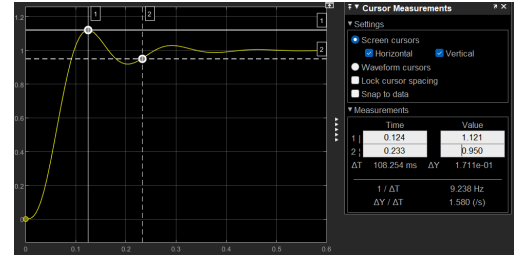 1.2
1
0.8
0.6
0.4
0.2
0
0 0.1 0.2 0.3 0.4 0.5 0.6
1 2
1
2
Cursor Measurements
Settings
Screen cursors
Horizontal Vertical
Waveform cursors
Lock cursor spacing
Snap to data
Measurements
Time Value
1 | 0.124 1.121
2 ¦ 0.233 0.950
ΔT 108.254 ms ΔY 1.711e-01
1 / ΔT 9.238 Hz
ΔY / ΔT 1.580 (/s)